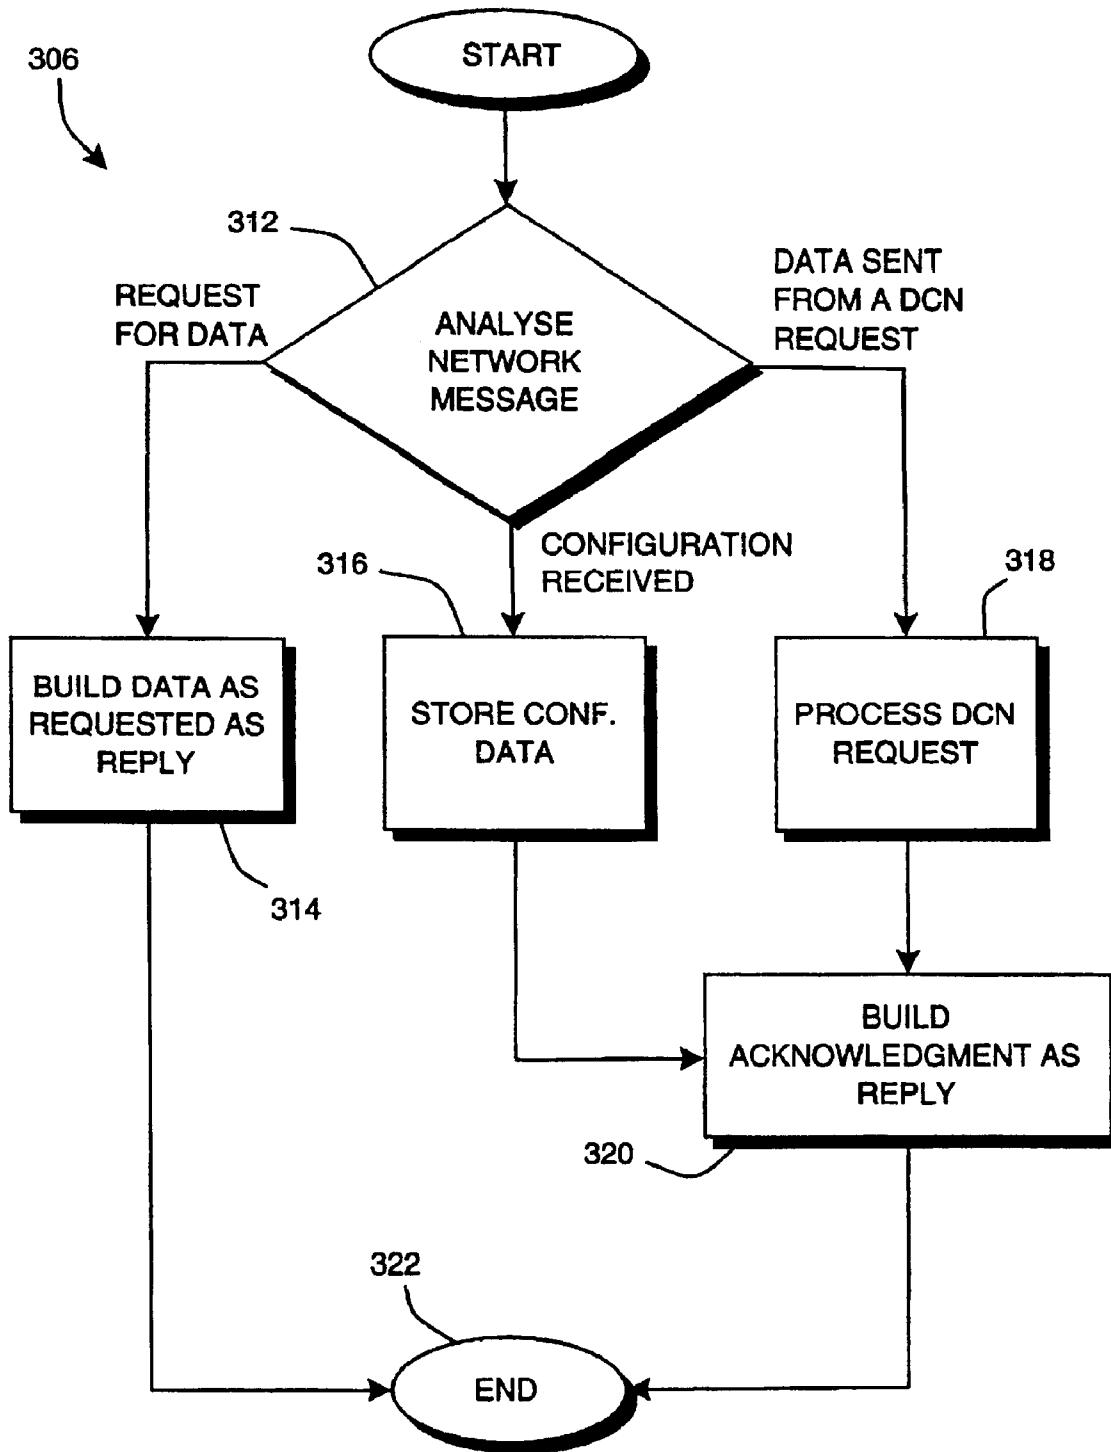 START
306
312
REQUEST
FOR DATA
ANALYSE
NETWORK
MESSAGE
DATA SENT
FROM A DCN
REQUEST
CONFIGURATION
RECEIVED
316
318
BUILD DATA AS
REQUESTED AS
REPLY
STORE CONF.
DATA
PROCESS DCN
REQUEST
314
BUILD
ACKNOWLEDGMENT AS
REPLY
320
322
END